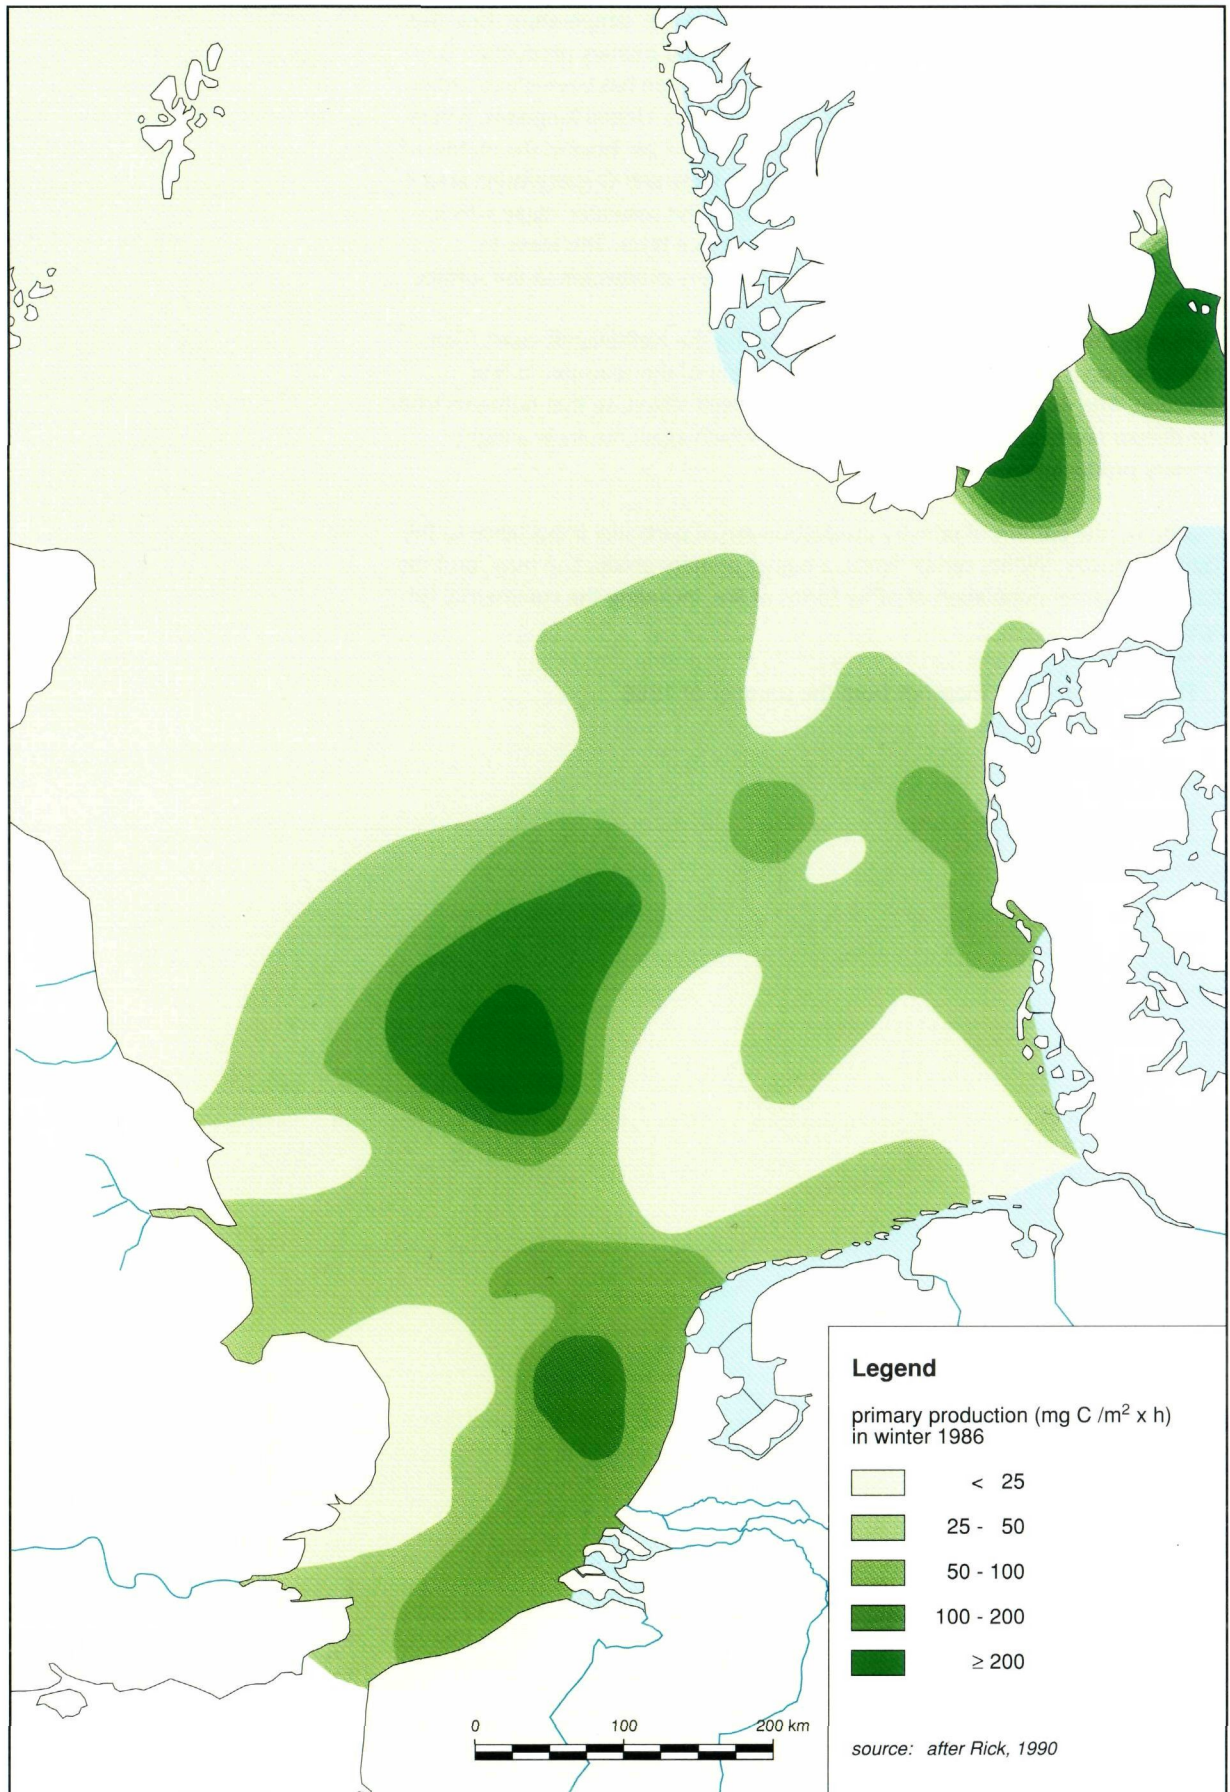 Legend
primary production (mg C /m² x h)
in winter 1986
< 25
25 - 50
50 - 100
100 - 200
≥ 200
0 100 200 km
source: after Rick, 1990